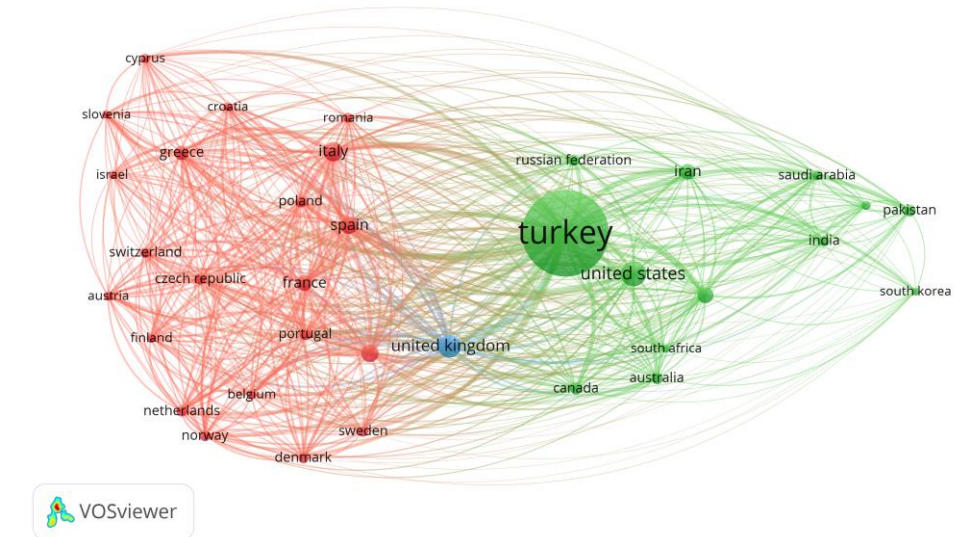 cyprus
slovenia
croatia
romania
greece
italy
israel
poland
spain
switzerland
czech republic
france
austria
finland
portugal
united kingdom
belgium
netherlands
norway
sweden
denmark
russian federation
iran
saudi arabia
pakistan
turkey
india
united states
south korea
south africa
australia
canada
VOSviewer